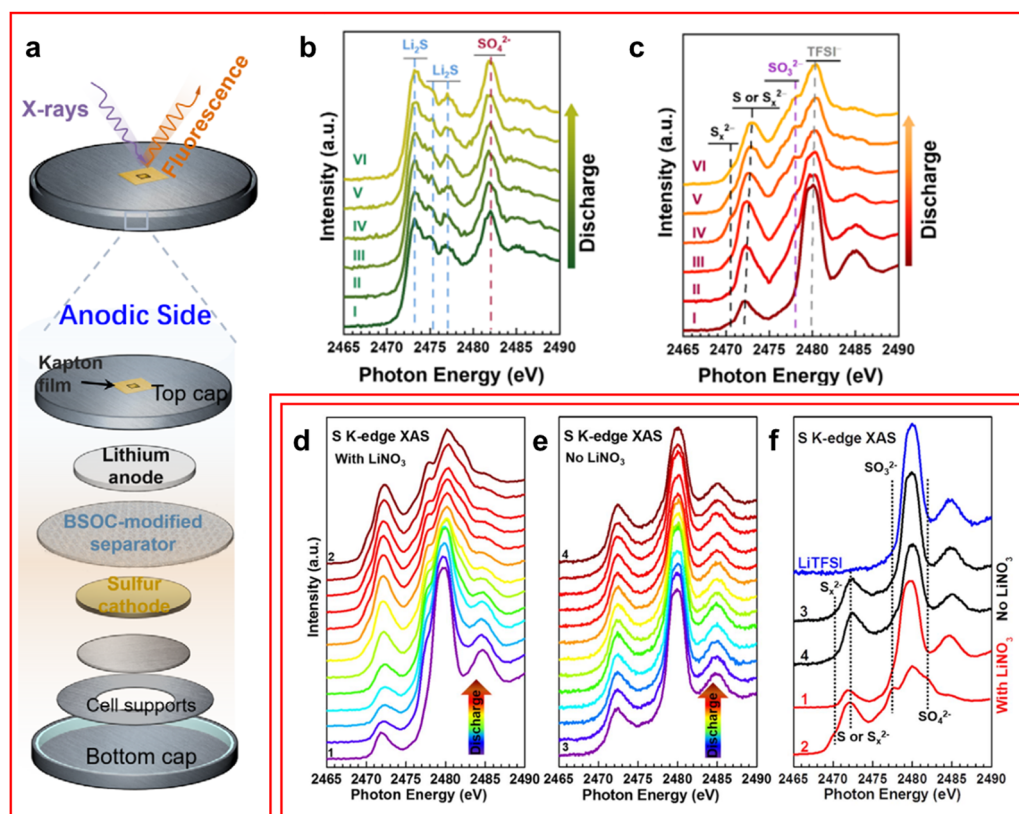 a
X-rays
Fluorescence
Anodic Side
Kapton
film
Top cap
Lithium
anode
BSOC-modified
separator
Sulfur
cathode
Cell supports
Bottom cap
b
Li₂S
Li₂S
SO₄²⁻
VI
V
IV
III
II
I
Discharge
Intensity (a.u.)
2465 2470 2475 2480 2485 2490
Photon Energy (eV)
c
TFSI⁻
SO₃²⁻
S or Sₓ²⁻
Sₓ²⁻
VI
V
IV
III
II
I
Discharge
Intensity (a.u.)
2465 2470 2475 2480 2485 2490
Photon Energy (eV)
d
S K-edge XAS
With LiNO₃
2
1
Discharge
Intensity (a.u.)
2465 2470 2475 2480 2485 2490
Photon Energy (eV)
e
S K-edge XAS
No LiNO₃
4
3
Discharge
2465 2470 2475 2480 2485 2490
Photon Energy (eV)
f
S K-edge XAS
SO₃²⁻
LiTFSI
Sₓ²⁻
3
4
1
2
No LiNO₃
With LiNO₃
SO₄²⁻
S or Sₓ²⁻
2465 2470 2475 2480 2485 2490
Photon Energy (eV)